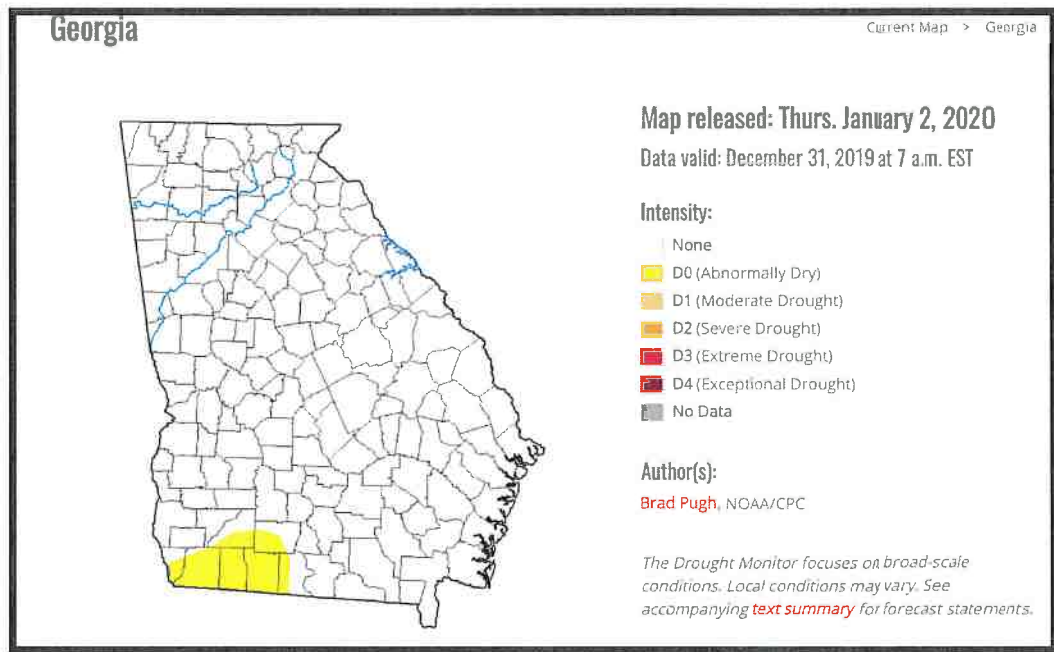 Georgia
Current Map > Georgia
Map released: Thurs. January 2, 2020
Data valid: December 31, 2019 at 7 a.m. EST
Intensity:
None
D0 (Abnormally Dry)
D1 (Moderate Drought)
D2 (Severe Drought)
D3 (Extreme Drought)
D4 (Exceptional Drought)
No Data
Author(s):
Brad Pugh, NOAA/CPC
The Drought Monitor focuses on broad-scale
conditions. Local conditions may vary. See
accompanying text summary for forecast statements.